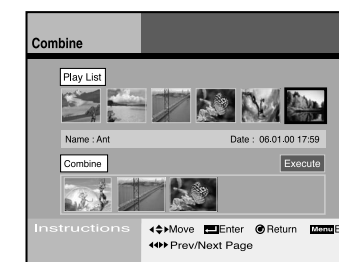 Combine
Play List
Name : Ant Date : 06.01.00 17:59
Combine Execute
Instructions Move Enter Return Menu E
Prev/Next Page